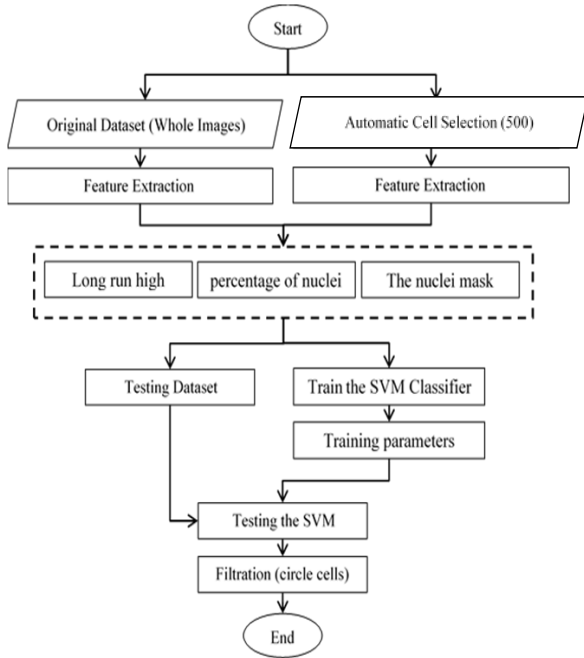 Start
Original Dataset (Whole Images)
Automatic Cell Selection (500)
Feature Extraction
Feature Extraction
Long run high
percentage of nuclei
The nuclei mask
Testing Dataset
Train the SVM Classifier
Training parameters
Testing the SVM
Filtration (circle cells)
End